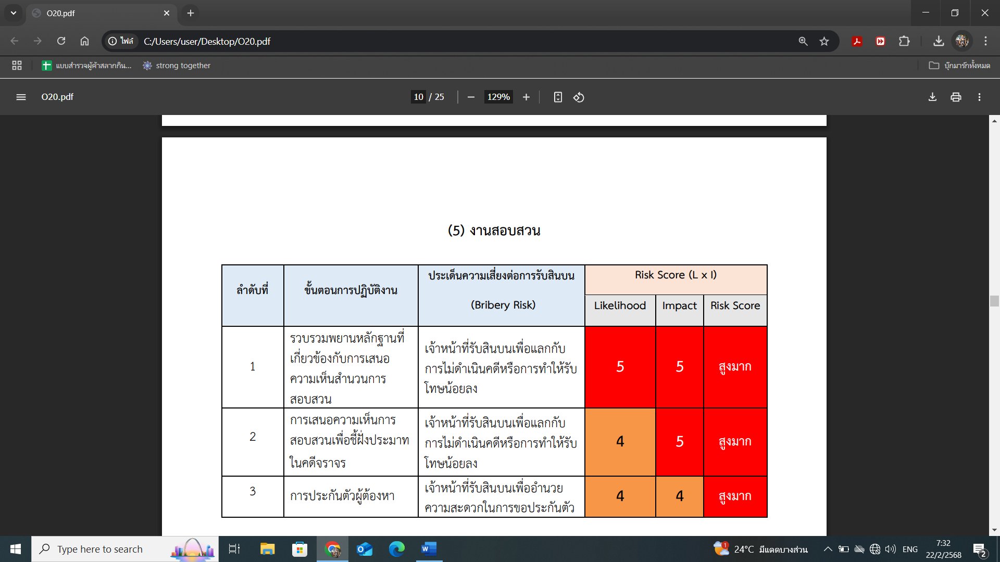 O20.pdf
ไฟล์
C:/Users/user/Desktop/O20.pdf
แบบสำรวจผู้ค้าสลากกิน...
strong together
บุ๊กมาร์กทั้งหมด
O20.pdf
10 / 25
129%
(5) งานสอบสวน
ลำดับที่
ขั้นตอนการปฏิบัติงาน
ประเด็นความเสี่ยงต่อการรับสินบน
(Bribery Risk)
Risk Score (L x I)
Likelihood
Impact
Risk Score
1
รวบรวมพยานหลักฐานที่
เกี่ยวข้องกับการเสนอ
ความเห็นสำนวนการ
สอบสวน
เจ้าหน้าที่รับสินบนเพื่อแลกกับ
การไม่ดำเนินคดีหรือการทำให้รับ
โทษน้อยลง
5
5
สูงมาก
2
การเสนอความเห็นการ
สอบสวนเพื่อชี้ฝั่งประมาท
ในคดีจราจร
เจ้าหน้าที่รับสินบนเพื่อแลกกับ
การไม่ดำเนินคดีหรือการทำให้รับ
โทษน้อยลง
4
5
สูงมาก
3
การประกันตัวผู้ต้องหา
เจ้าหน้าที่รับสินบนเพื่ออำนวย
ความสะดวกในการขอประกันตัว
4
4
สูงมาก
Type here to search
1
24°C มีแดดบางส่วน
ENG
7:32
22/2/2568
2